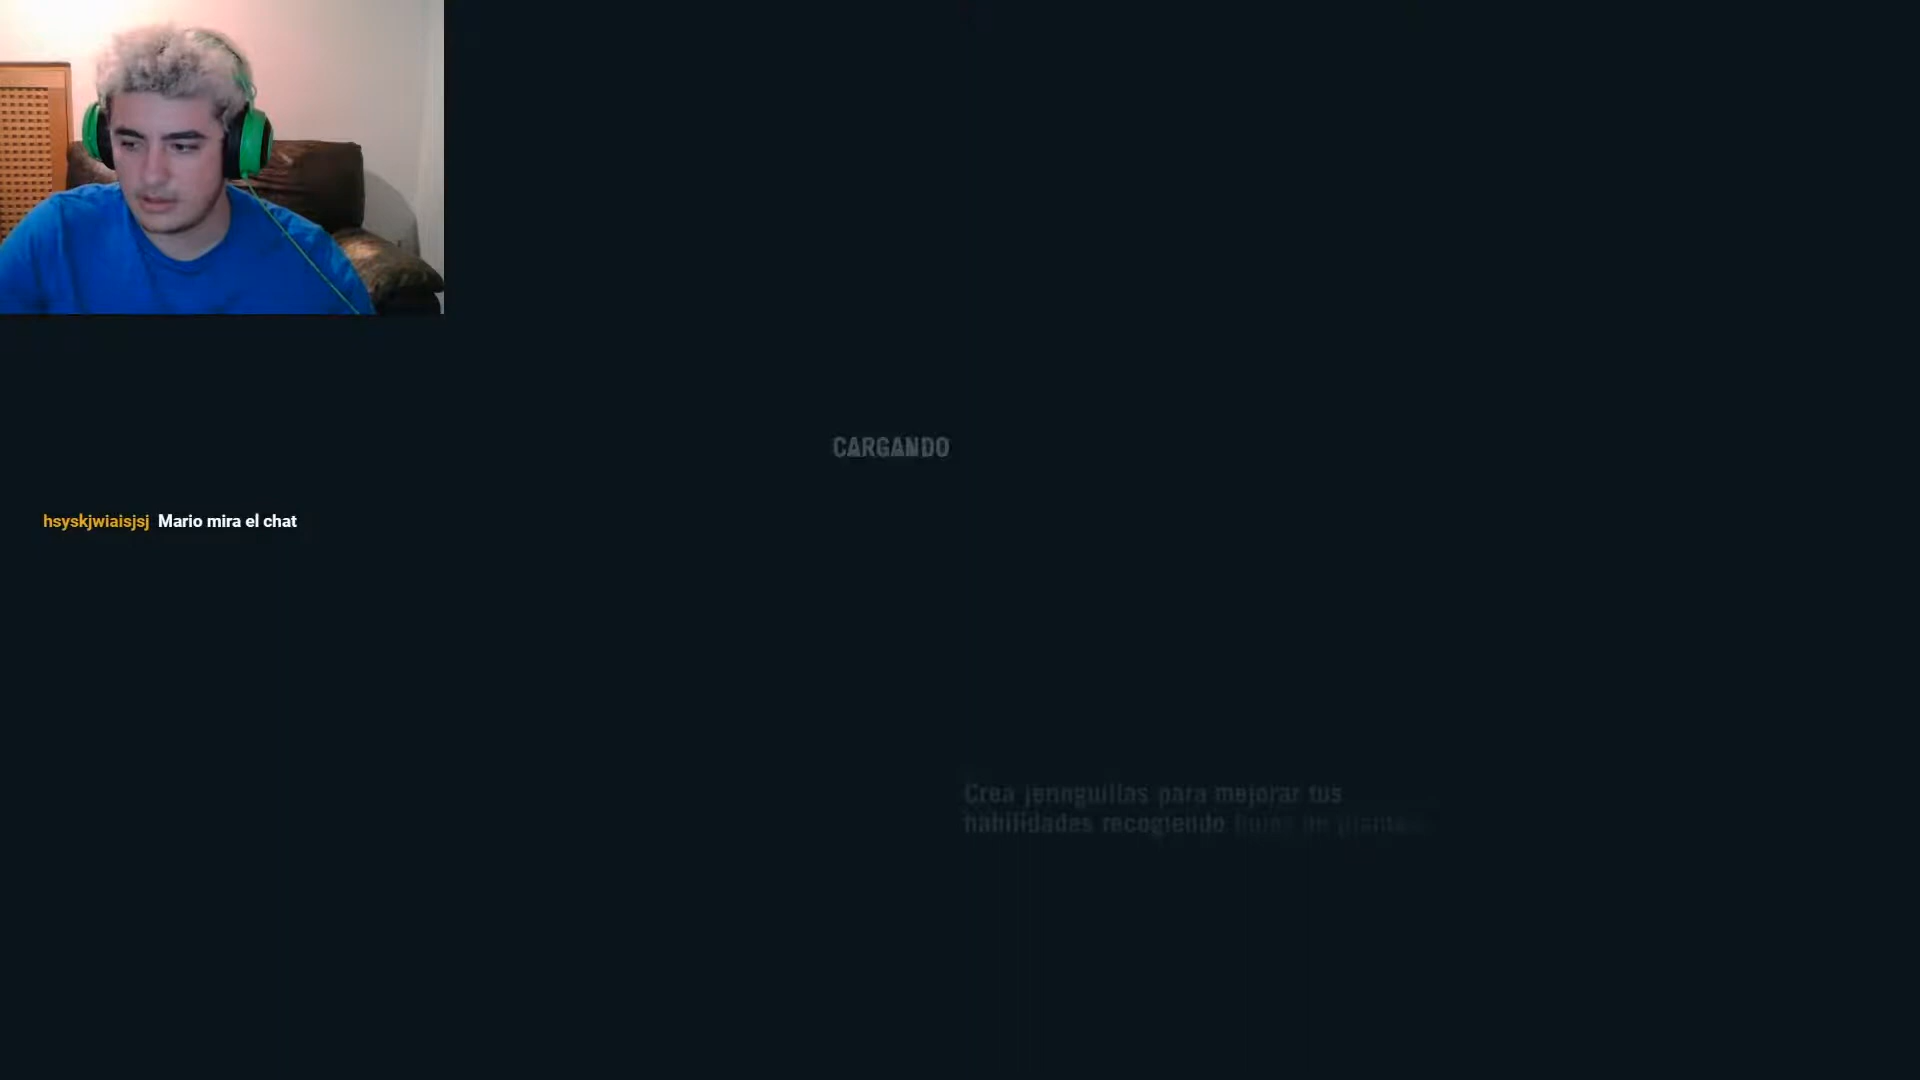 CARGANDO
hsyskjwiaisjsj Mario mira el chat
Crea jeringuillas para mejorar tus
habilidades recogiendo